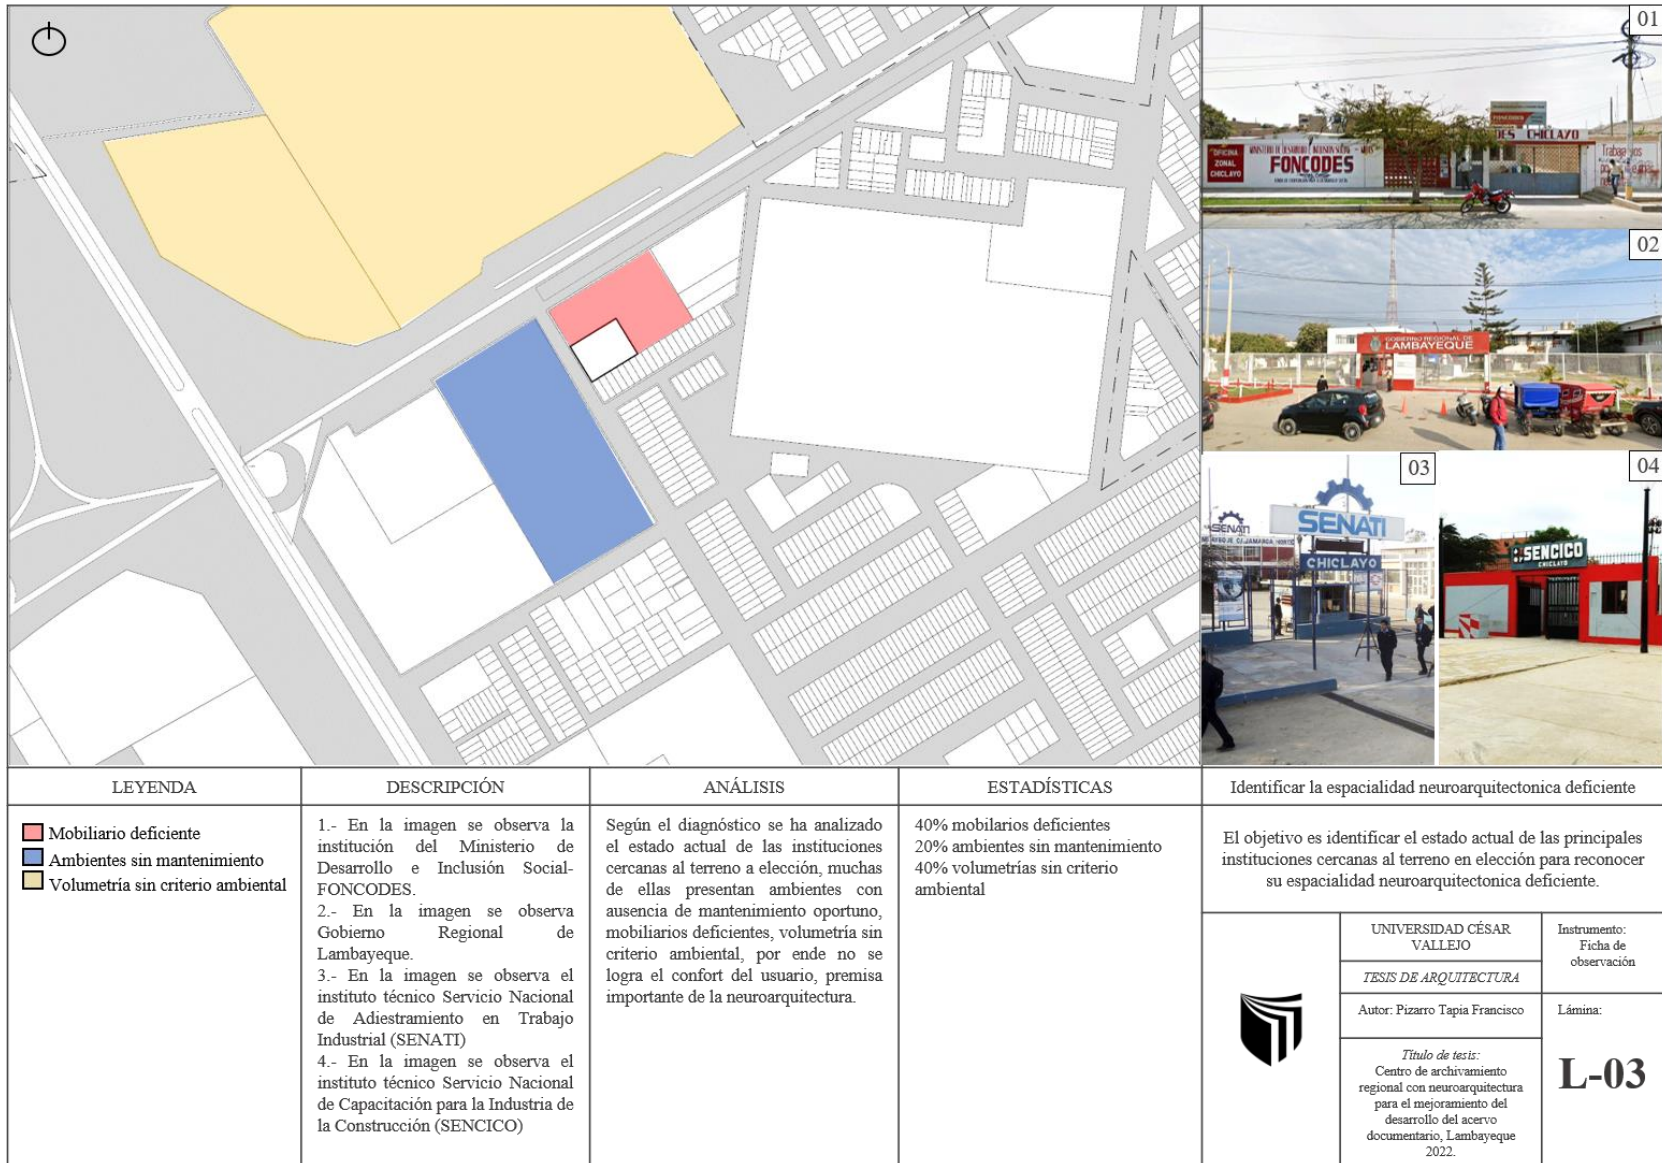 01
OFICINA
ZONAL
CHICLAYO
FONCODES
DES CHICLAYO
02
GOBIERNO REGIONAL DE
LAMBAYEQUE
03
SENATI
SENATI
CHICLAYO
04
SENCICO
CHICLAYO
LEYENDA
Mobiliario deficiente
Ambientes sin mantenimiento
Volumetría sin criterio ambiental
DESCRIPCIÓN
1.- En la imagen se observa la
institución del Ministerio de
Desarrollo e Inclusión Social-
FONCODES.
2.- En la imagen se observa
Gobierno Regional de
Lambayeque.
3.- En la imagen se observa el
instituto técnico Servicio Nacional
de Adiestramiento en Trabajo
Industrial (SENATI)
4.- En la imagen se observa el
instituto técnico Servicio Nacional
de Capacitación para la Industria de
la Construcción (SENCICO)
ANÁLISIS
Según el diagnóstico se ha analizado
el estado actual de las instituciones
cercanas al terreno a elección, muchas
de ellas presentan ambientes con
ausencia de mantenimiento oportuno,
mobiliarios deficientes, volumetría sin
criterio ambiental, por ende no se
logra el confort del usuario, premisa
importante de la neuroarquitectura.
ESTADÍSTICAS
40% mobilarios deficientes
20% ambientes sin mantenimiento
40% volumetrías sin criterio
ambiental
Identificar la espacialidad neuroarquitectonica deficiente
El objetivo es identificar el estado actual de las principales
instituciones cercanas al terreno en elección para reconocer
su espacialidad neuroarquitectonica deficiente.
UNIVERSIDAD CÉSAR
VALLEJO
TESIS DE ARQUITECTURA
Autor: Pizarro Tapia Francisco
Título de tesis:
Centro de archivamiento
regional con neuroarquitectura
para el mejoramiento del
desarrollo del acervo
documentario, Lambayeque
2022.
Instrumento:
Ficha de
observación
Lámina:
L-03